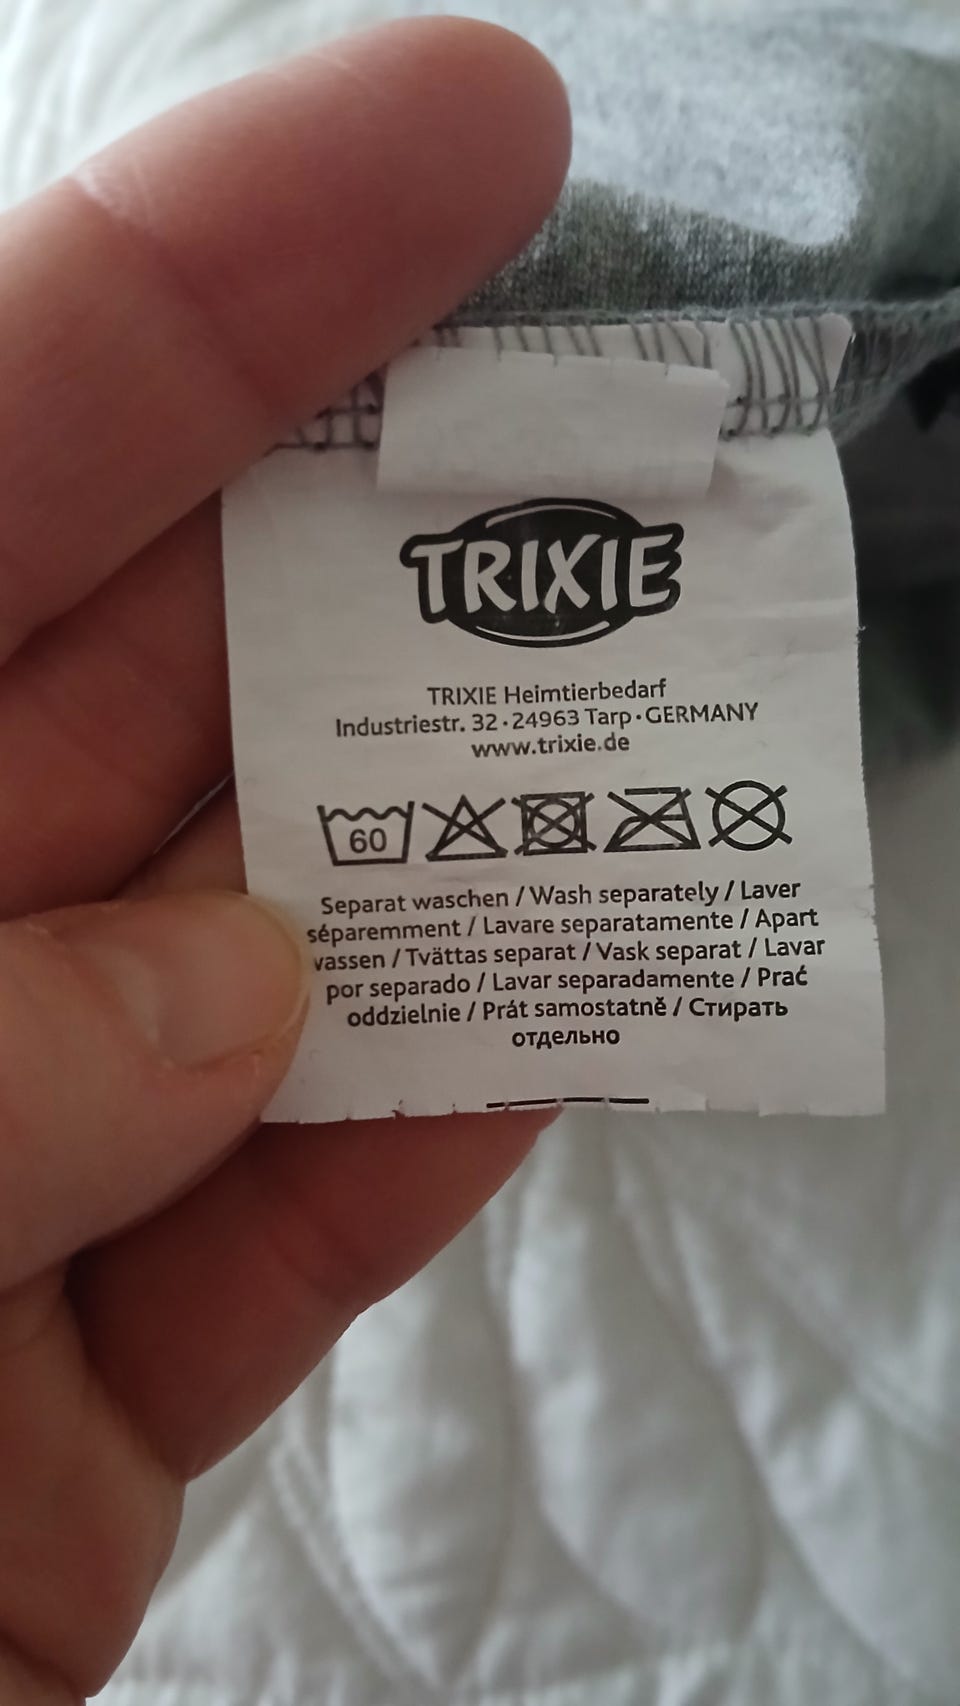 TRIXIE
TRIXIE Heimtierbedarf
Industriestr. 32 · 24963 Tarp · GERMANY
www.trixie.de
60
Separat waschen / Wash separately / Laver
séparemment / Lavare separatamente / Apart
wassen / Tvättas separat / Vask separat / Lavar
por separado / Lavar separadamente / Prać
oddzielnie / Prát samostatně / Стирать
отдельно